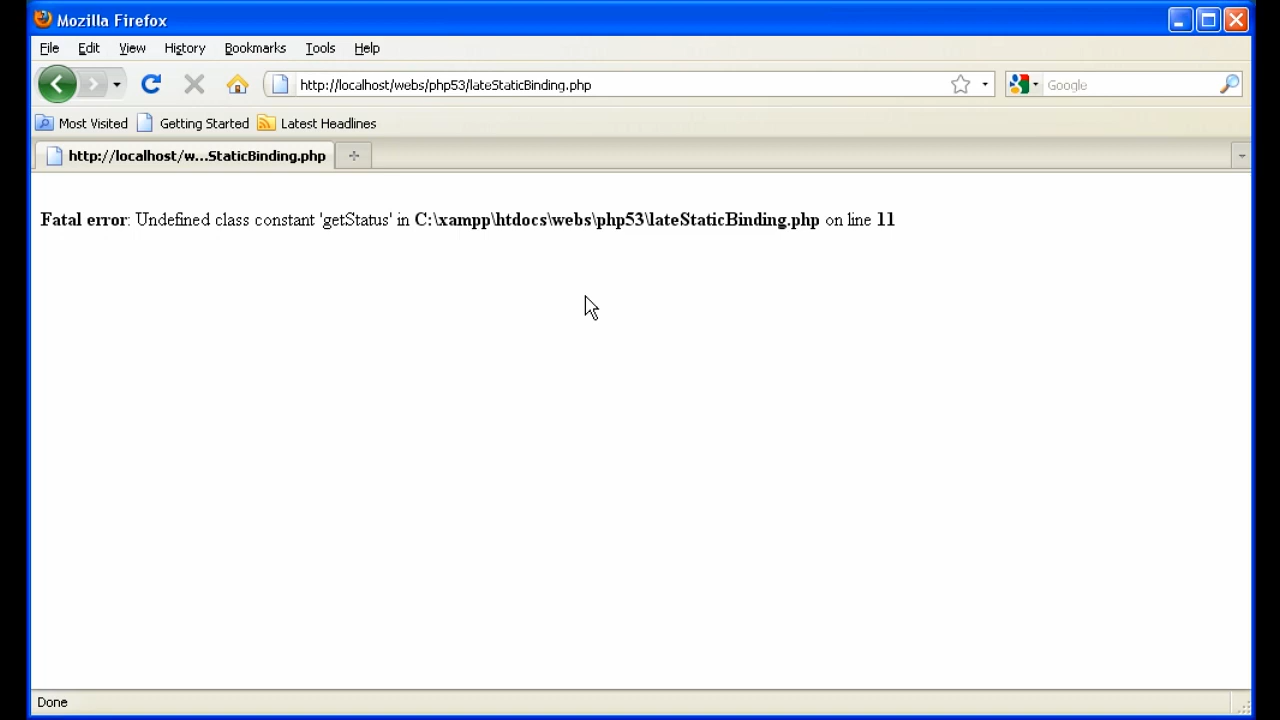 Mozilla Firefox
File Edit View History Bookmarks Tools Help
http://localhost/webs/php53/lateStaticBinding.php Google
Most Visited Getting Started Latest Headlines
http://localhost/w...StaticBinding.php
Fatal error: Undefined class constant 'getStatus' in C:\xampp\htdocs\webs\php53\lateStaticBinding.php on line 11
Done